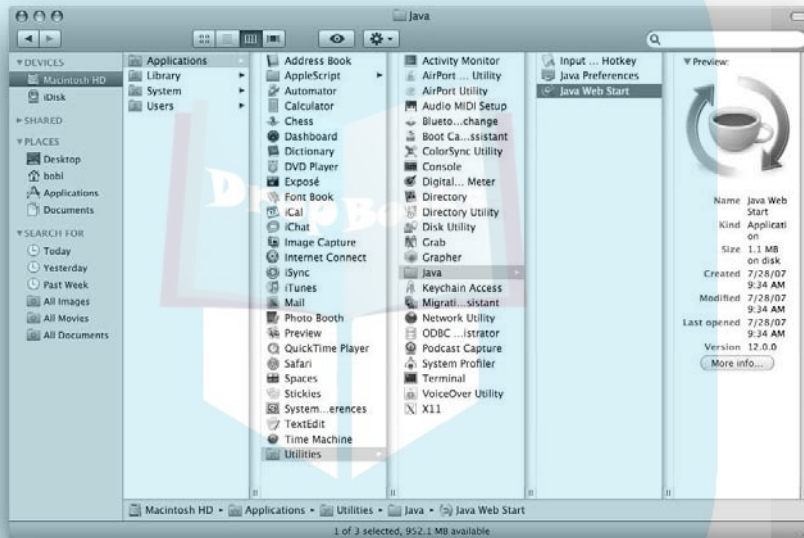 Java
DEVICES
Macintosh HD
iDisk
SHARED
PLACES
Desktop
bobl
Applications
Documents
SEARCH FOR
Today
Yesterday
Past Week
All Images
All Movies
All Documents
Applications
Library
System
Users
Address Book
AppleScript
Automator
Calculator
Chess
Dashboard
Dictionary
DVD Player
Exposé
Font Book
iCal
iChat
Image Capture
Internet Connect
iSync
iTunes
Mail
Photo Booth
Preview
QuickTime Player
Safari
Spaces
Stickies
System...erences
TextEdit
Time Machine
Utilities
Activity Monitor
AirPort ... Utility
AirPort Utility
Audio MIDI Setup
Blueto...change
Boot Ca...ssistant
ColorSync Utility
Console
Digital... Meter
Directory
Directory Utility
Disk Utility
Grab
Grapher
Java
Keychain Access
Migrati...sistant
Network Utility
ODBC ...istrator
Podcast Capture
System Profiler
Terminal
VoiceOver Utility
X11
Input ... Hotkey
Java Preferences
Java Web Start
Preview:
Name Java Web
Start
Kind Applicati
on
Size 1.1 MB
on disk
Created 7/28/07
9:34 AM
Modified 7/28/07
9:34 AM
Last opened 7/28/07
9:34 AM
Version 12.0.0
More info...
DropBoo
Macintosh HD ▸ Applications ▸ Utilities ▸ Java ▸ Java Web Start
1 of 3 selected, 952.1 MB available